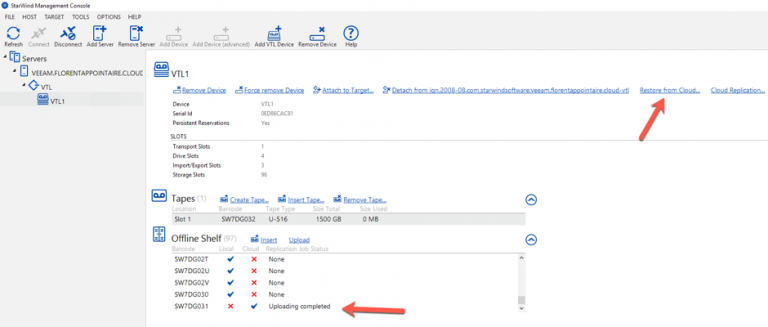 StarWind Management Console
FILE HOST TARGET TOOLS OPTIONS HELP
Refresh Connect Disconnect Add Server Remove Server Add Device Add Device (advanced) Add VTL Device Remove Device Help
Servers
VEEAM.FLORENTAPPOINTAIRE.CLOUD
VTL
VTL1
VTL1
Remove Device Force remove Device Attach to Target... Detach from iqn.2008-08.com.starwindsoftware:veeam.florentappointaire.cloud-vtl Restore from Cloud... Cloud Replication...
Device VTL1
Serial Id 0ED86CAC81
Persistent Reservations Yes
SLOTS
Transport Slots 1
Drive Slots 4
Import/Export Slots 3
Storage Slots 96
Tapes (1) Create Tape... Insert Tape... Remove Tape...
Location Barcode Tape Type Size Total Size Used
Slot 1 SW7DG032 U-516 1500 GB 0 MB
Offline Shelf (97) Insert Upload
Barcode Local Cloud Replication Job Status
SW7DG02T None
SW7DG02U None
SW7DG02V None
SW7DG030 None
SW7DG031 Uploading completed